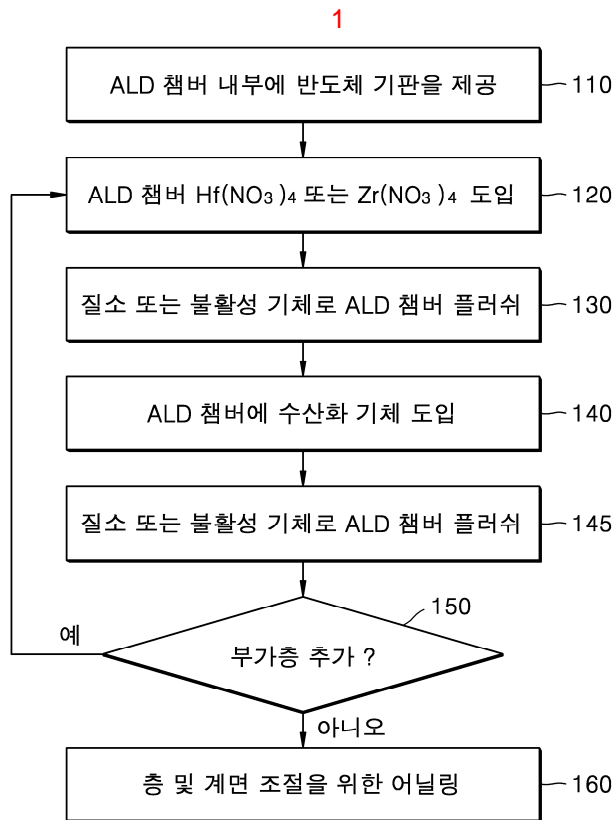 1
ALD 챔버 내부에 반도체 기판을 제공
110
ALD 챔버 Hf(NO₃)₄ 또는 Zr(NO₃)₄ 도입
120
질소 또는 불활성 기체로 ALD 챔버 플러쉬
130
ALD 챔버에 수산화 기체 도입
140
질소 또는 불활성 기체로 ALD 챔버 플러쉬
145
150
예
부가층 추가 ?
아니오
층 및 계면 조절을 위한 어닐링
160